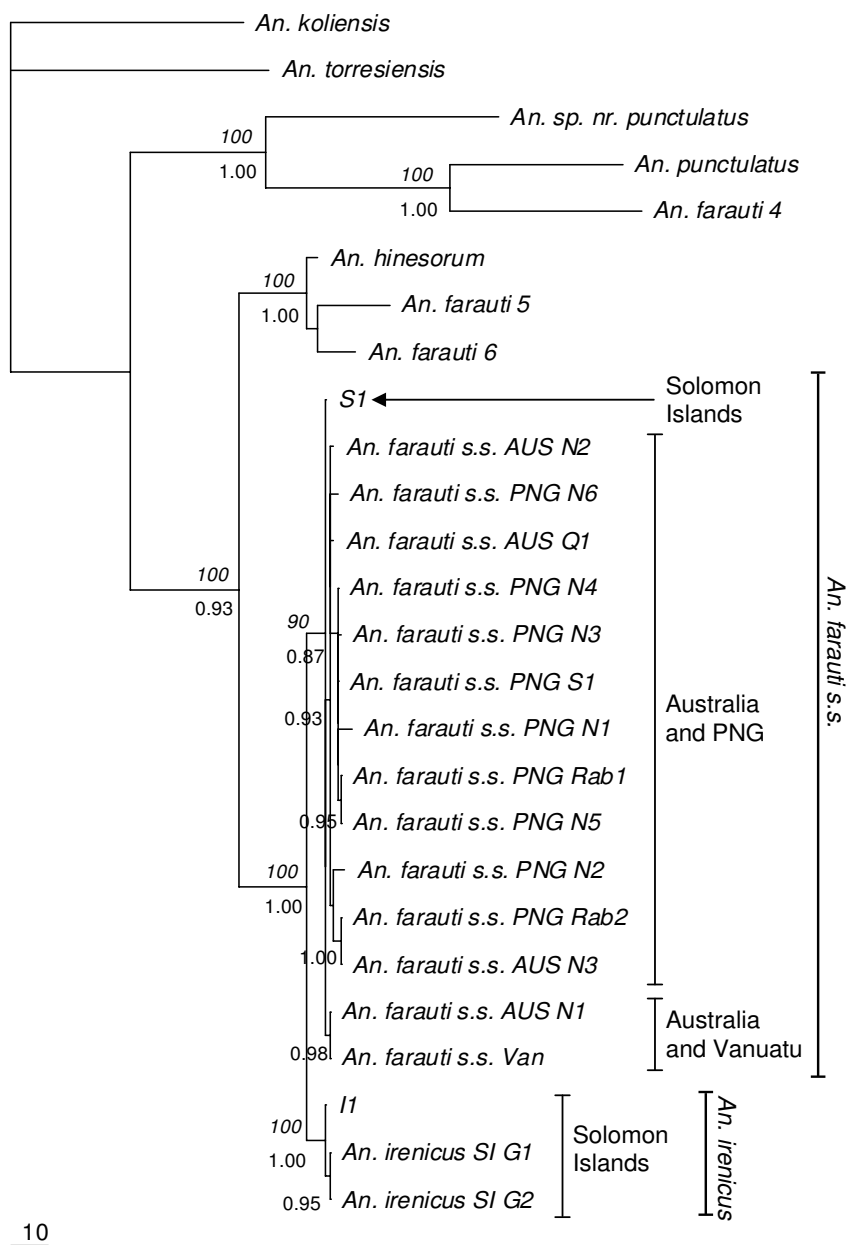 An. koliensis
An. torresiensis
An. sp. nr. punctulatus
100
1.00
An. punctulatus
100
1.00
An. farauti 4
An. hinesorum
100
1.00
An. farauti 5
An. farauti 6
S1
Solomon
Islands
An. farauti s.s. AUS N2
An. farauti s.s. PNG N6
An. farauti s.s. AUS Q1
100
0.93
An. farauti s.s. PNG N4
90
0.87
An. farauti s.s. PNG N3
An. farauti s.s. PNG S1
0.93
An. farauti s.s. PNG N1
Australia
and PNG
An. farauti s.s.
An. farauti s.s. PNG Rab1
0.95
An. farauti s.s. PNG N5
100
1.00
An. farauti s.s. PNG N2
An. farauti s.s. PNG Rab2
1.00
An. farauti s.s. AUS N3
An. farauti s.s. AUS N1
Australia
and Vanuatu
0.98
An. farauti s.s. Van
I1
100
1.00
An. irenicus SI G1
Solomon
Islands
An. irenicus
0.95
An. irenicus SI G2
10